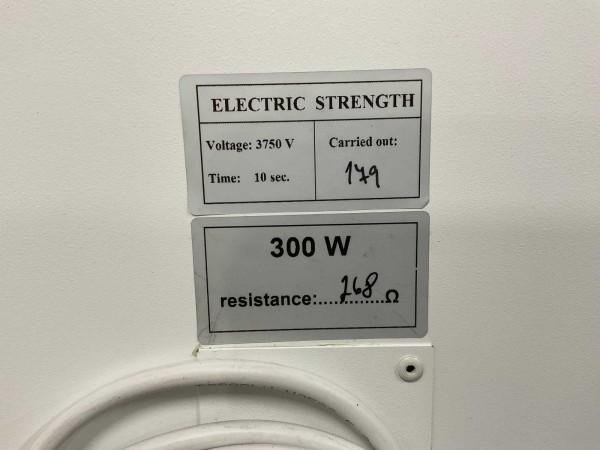 ELECTRIC STRENGTH
Voltage: 3750 V
Time: 10 sec.
Carried out:
179
300 W
resistance:....168....Ω